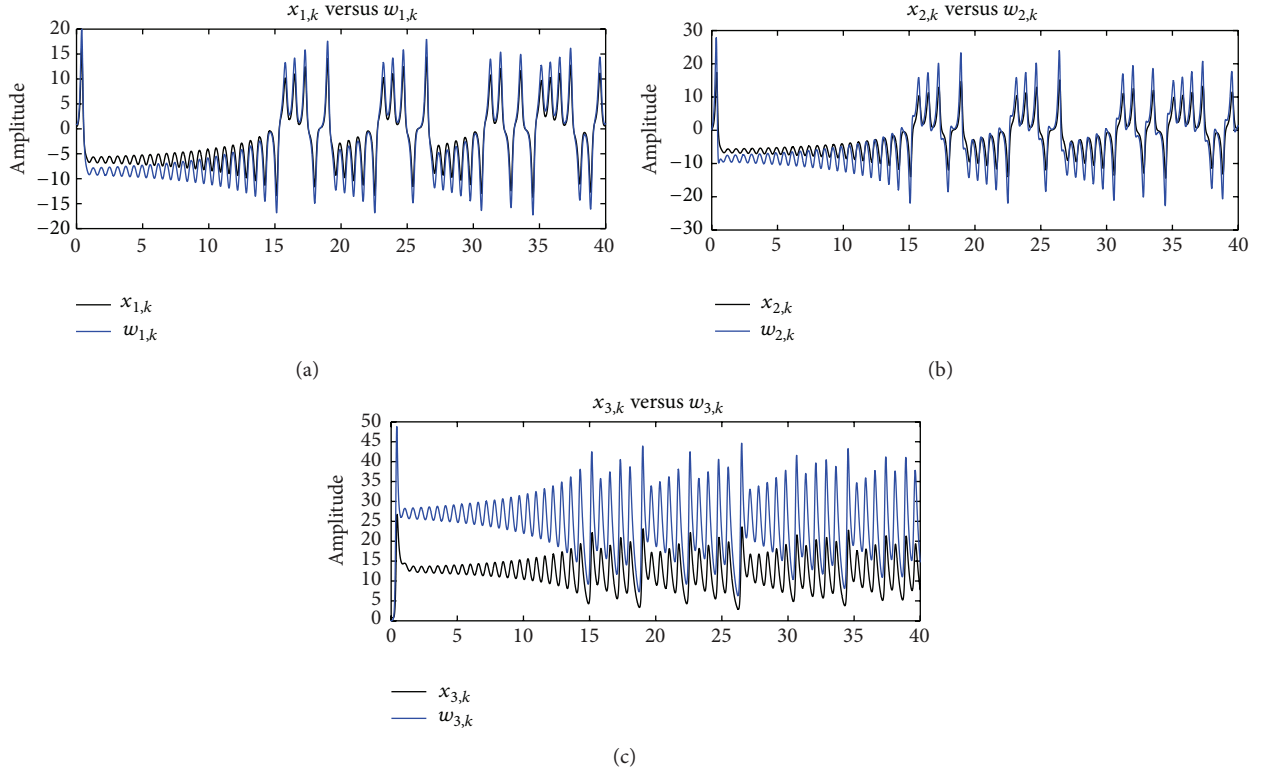 x1,k versus w1,k
Amplitude
20
15
10
5
0
−5
−10
−15
−20
0 5 10 15 20 25 30 35 40
x1,k
w1,k
(a)
x2,k versus w2,k
Amplitude
30
20
10
0
−10
−20
−30
0 5 10 15 20 25 30 35 40
x2,k
w2,k
(b)
x3,k versus w3,k
Amplitude
50
45
40
35
30
25
20
15
10
5
0
0 5 10 15 20 25 30 35 40
x3,k
w3,k
(c)